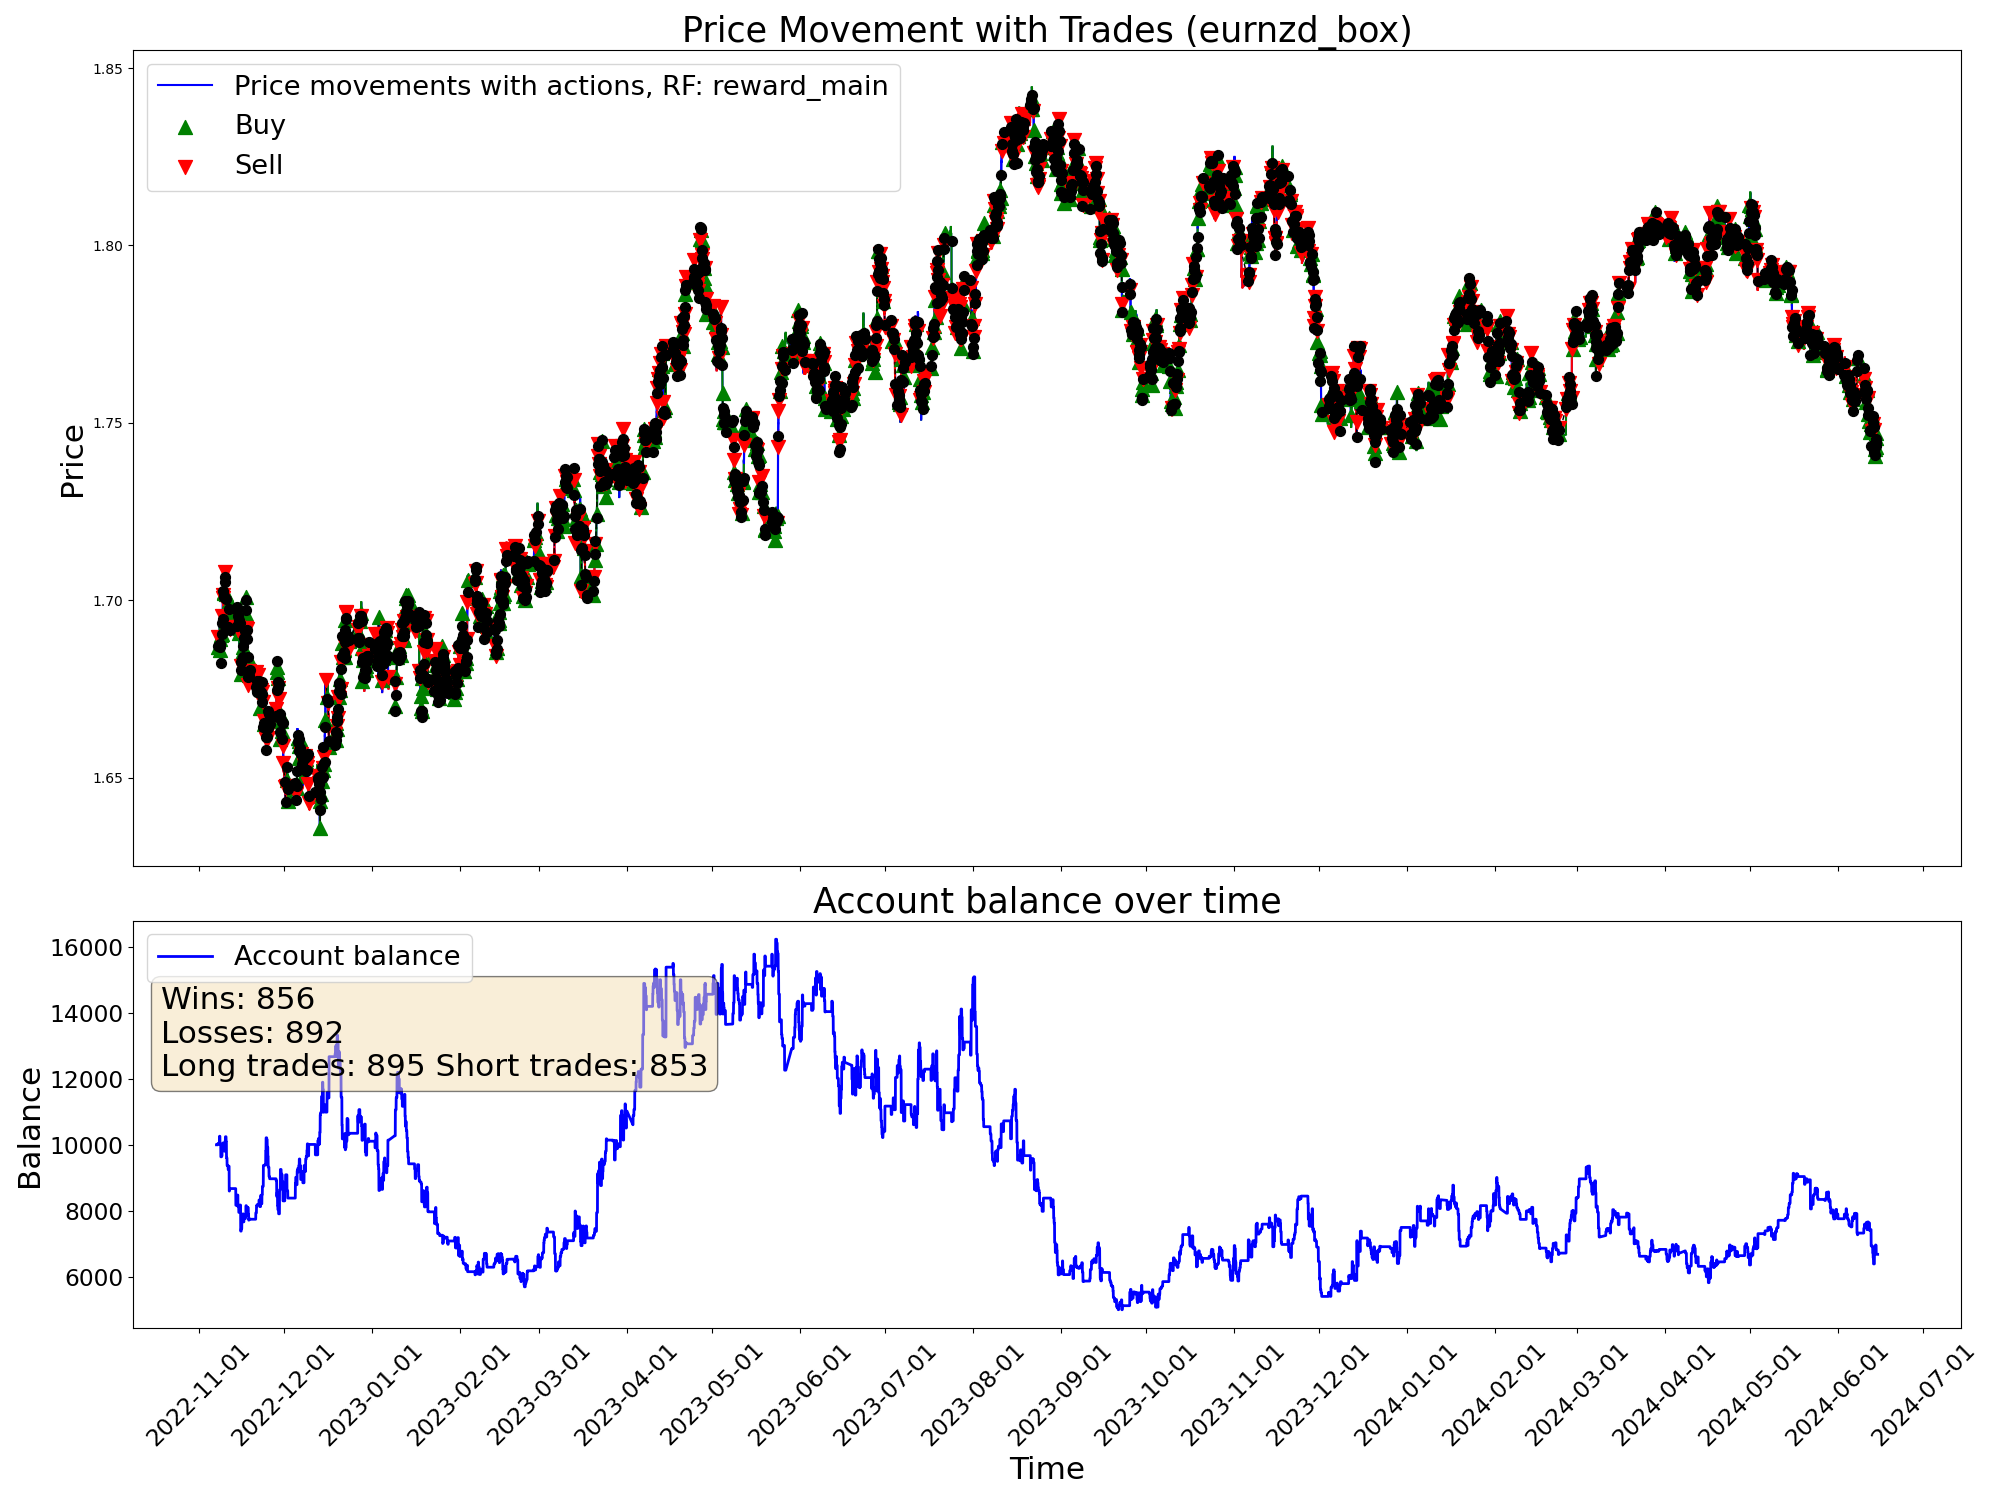 Price Movement with Trades (eurnzd_box)
Price movements with actions, RF: reward_main
Buy
Sell
Price
1.85
1.80
1.75
1.70
1.65
Account balance over time
Account balance
Wins: 856
Losses: 892
Long trades: 895 Short trades: 853
Balance
16000
14000
12000
10000
8000
6000
2022-11-01
2022-12-01
2023-01-01
2023-02-01
2023-03-01
2023-04-01
2023-05-01
2023-06-01
2023-07-01
2023-08-01
2023-09-01
2023-10-01
2023-11-01
2023-12-01
2024-01-01
2024-02-01
2024-03-01
2024-04-01
2024-05-01
2024-06-01
2024-07-01
Time